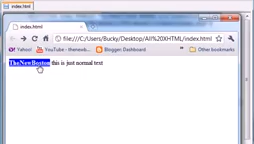 index.html
index.html
file:///C:/Users/Bucky/Desktop/All%20XHTML/index.html
Yahoo! YouTube - thenewb... Blogger: Dashboard » Other bookmarks
TheNewBoston this is just normal text